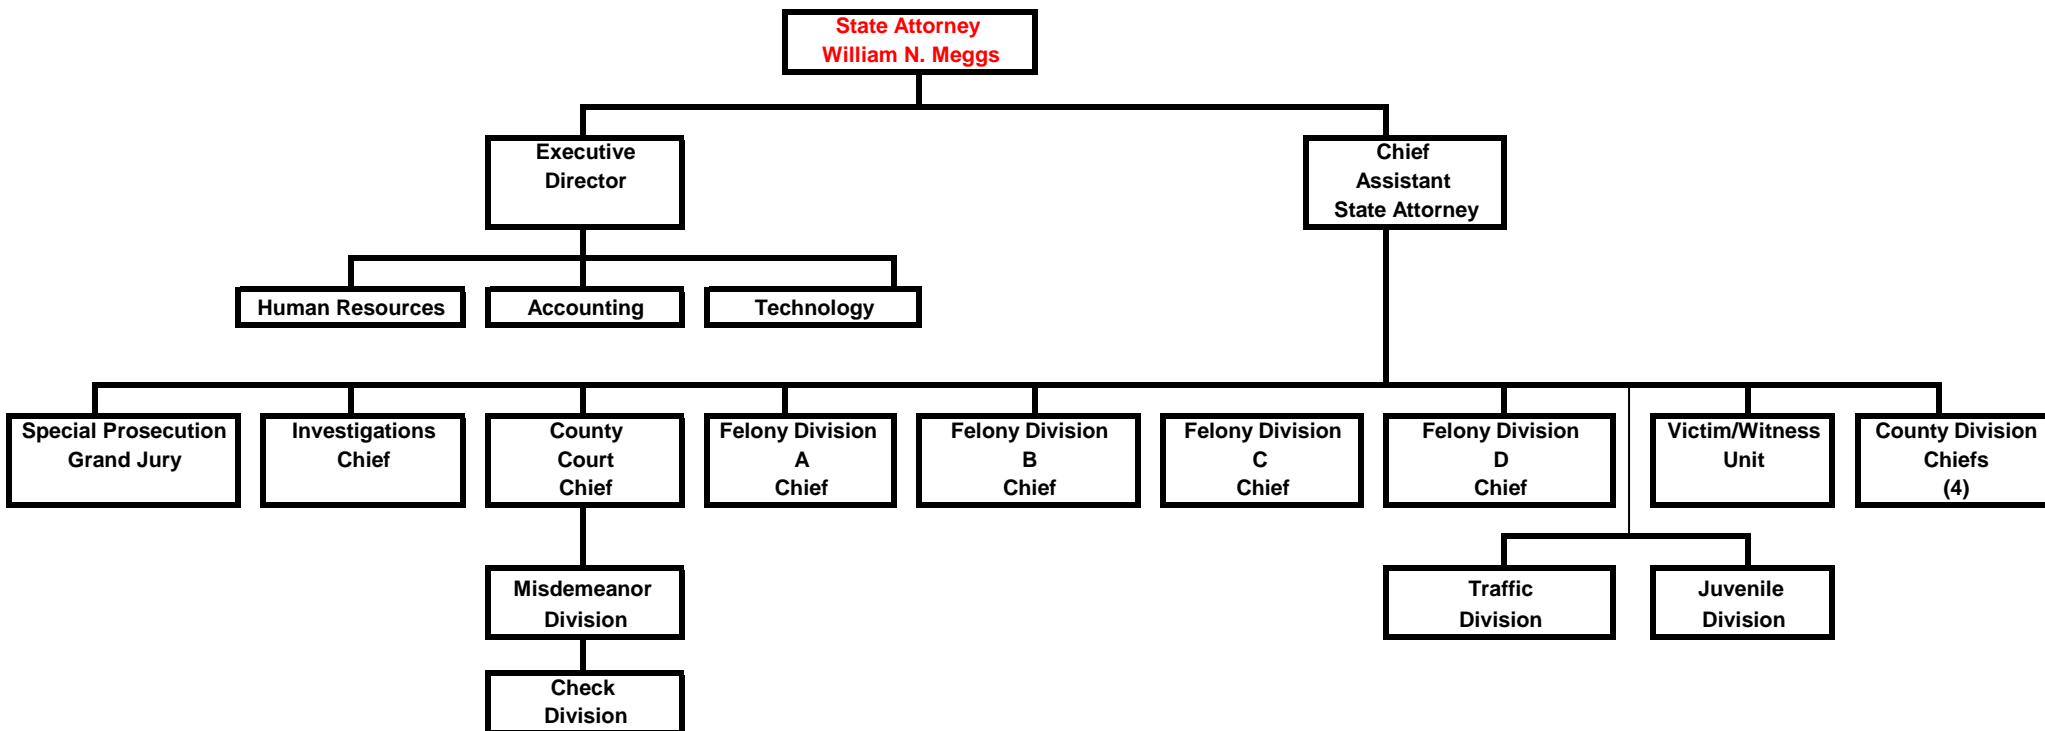 State Attorney
William N. Meggs
Executive
Director
Chief
Assistant
State Attorney
Human Resources
Accounting
Technology
Special Prosecution
Grand Jury
Investigations
Chief
County
Court
Chief
Felony Division
A
Chief
Felony Division
B
Chief
Felony Division
C
Chief
Felony Division
D
Chief
Victim/Witness
Unit
County Division
Chiefs
(4)
Misdemeanor
Division
Traffic
Division
Juvenile
Division
Check
Division